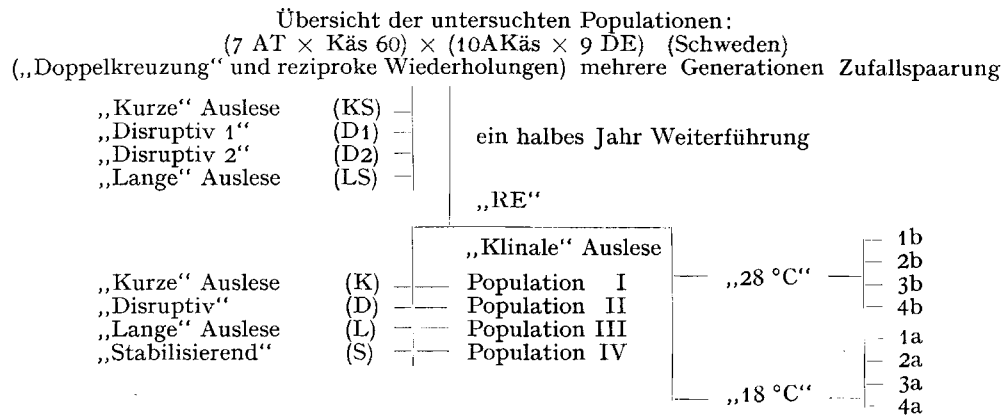 Übersicht der untersuchten Populationen:
(7 AT × Käs 60) × (10AKäs × 9 DE) (Schweden)
(„Doppelkreuzung“ und reziproke Wiederholungen) mehrere Generationen Zufallspaarung
„Kurze“ Auslese (KS)
„Disruptiv 1“ (D1)
„Disruptiv 2“ (D2)
„Lange“ Auslese (LS)
ein halbes Jahr Weiterführung
„RE“
„Klinale“ Auslese
„Kurze“ Auslese (K) Population I
„Disruptiv“ (D) Population II
„Lange“ Auslese (L) Population III
„Stabilisierend“ (S) Population IV
„28 °C“
1b
2b
3b
4b
„18 °C“
1a
2a
3a
4a